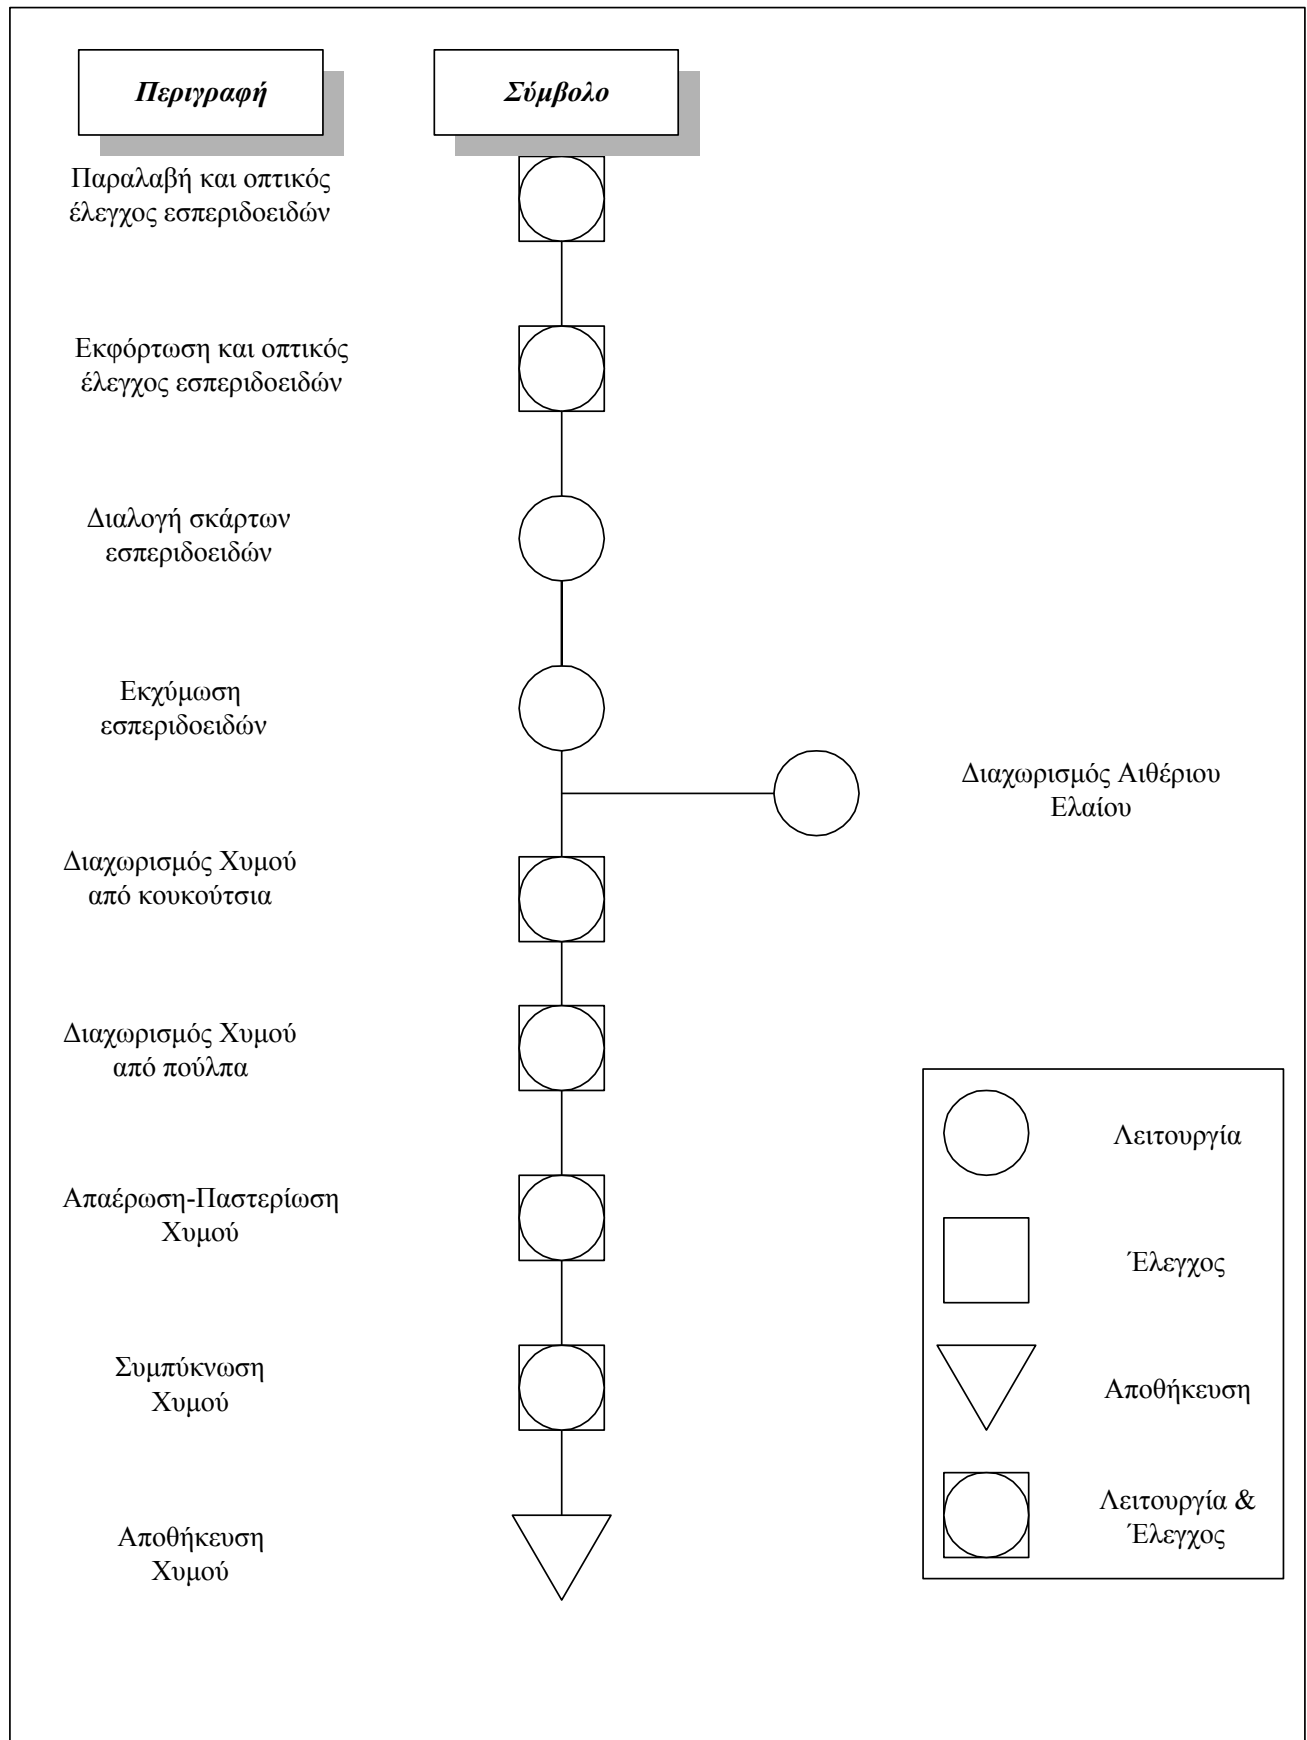 Περιγραφή
Σύμβολο
Παραλαβή και οπτικός
έλεγχος εσπεριδοειδών
Εκφόρτωση και οπτικός
έλεγχος εσπεριδοειδών
Διαλογή σκάρτων
εσπεριδοειδών
Εκχύμωση
εσπεριδοειδών
Διαχωρισμός Αιθέριου
Ελαίου
Διαχωρισμός Χυμού
από κουκούτσια
Διαχωρισμός Χυμού
από πούλπα
Απαέρωση-Παστερίωση
Χυμού
Συμπύκνωση
Χυμού
Αποθήκευση
Χυμού
Λειτουργία
Έλεγχος
Αποθήκευση
Λειτουργία &
Έλεγχος